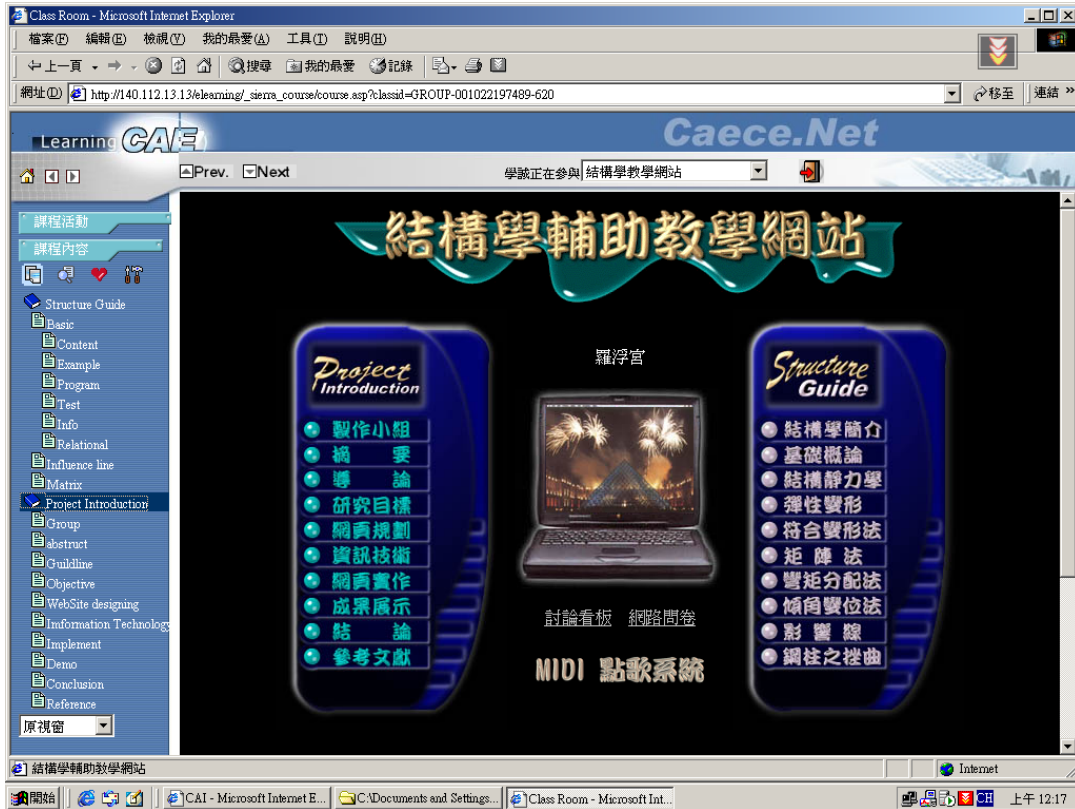 Class Room - Microsoft Internet Explorer
檔案(F) 編輯(E) 檢視(V) 我的最愛(A) 工具(T) 說明(H)
上一頁 搜尋 我的最愛 記錄
網址(D) http://140.112.13.13/elearning/_sierra_course/course.asp?classid=GROUP-001022197489-620 移至 連結 »
Learning CAE Caece.Net
Prev. Next 學誠正在參與 結構學教學網站
課程活動
課程內容
Structure Guide
Basic
Content
Example
Program
Test
Info
Relational
Influence line
Matrix
Project Introduction
Group
abstruct
Guildline
Objective
WebSite designing
Imformation Technology
Implement
Demo
Conclusion
Reference
原視窗
結構學輔助教學網站
Project
Introduction
製作小組
摘 要
導 論
研究目標
網頁規劃
資訊技術
網頁實作
成果展示
結 論
參考文獻
羅浮宮
討論看板 網路問卷
MIDI 點歌系統
Structure
Guide
結構學簡介
基礎概論
結構靜力學
彈性變形
符合變形法
矩 陣 法
彎矩分配法
傾角變位法
影 響 線
鋼柱之挫曲
結構學輔助教學網站 Internet
開始 CAI - Microsoft Internet E... C:\Documents and Settings... Class Room - Microsoft Int... CH 上午 12:17